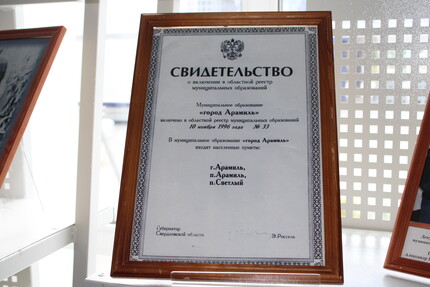 СВИДЕТЕЛЬСТВО
о включении в областной реестр
муниципальных образований
Муниципальное образование
«город Арамиль»
включено в областной реестр муниципальных образований
10 ноября 1996 года № 33
В муниципальное образование «город Арамиль»
входят населенные пункты:
г.Арамиль,
п.Арамиль,
п.Светлый
Губернатор
Свердловской области
Э.Россель